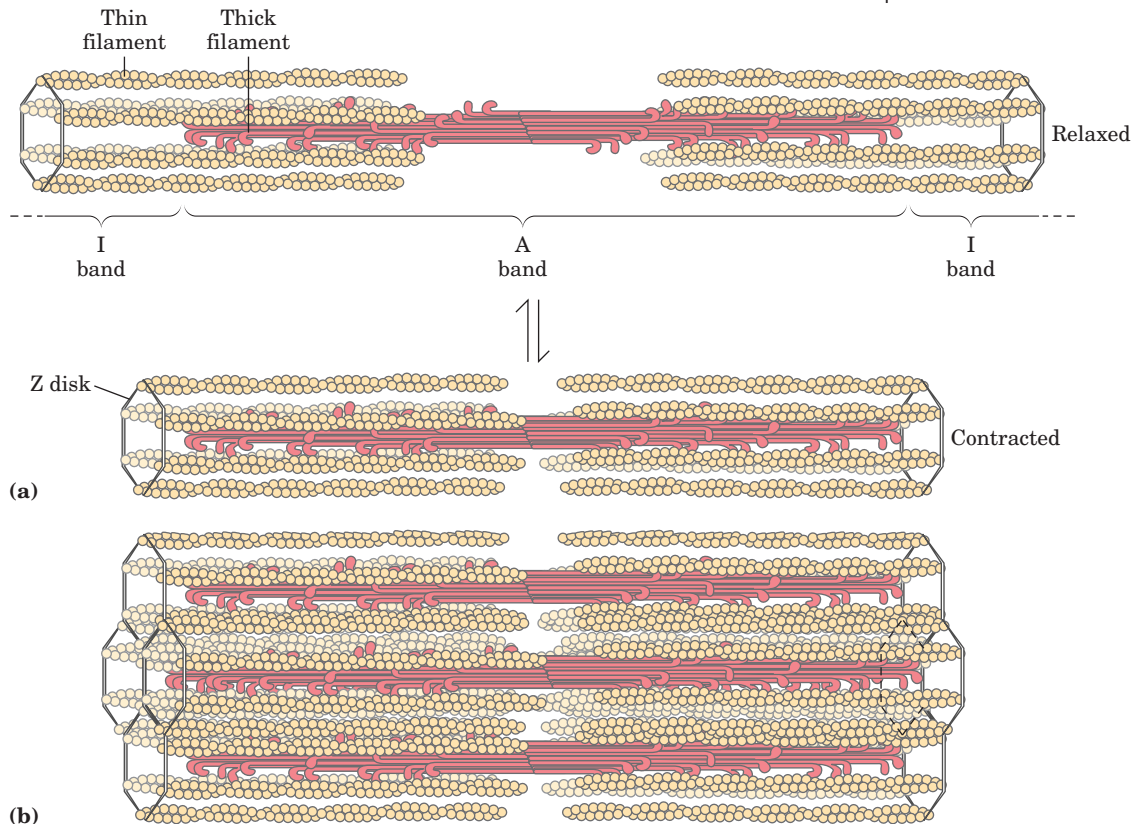 Thin
filament
Thick
filament
Relaxed
I
band
A
band
I
band
Z disk
Contracted
(a)
(b)